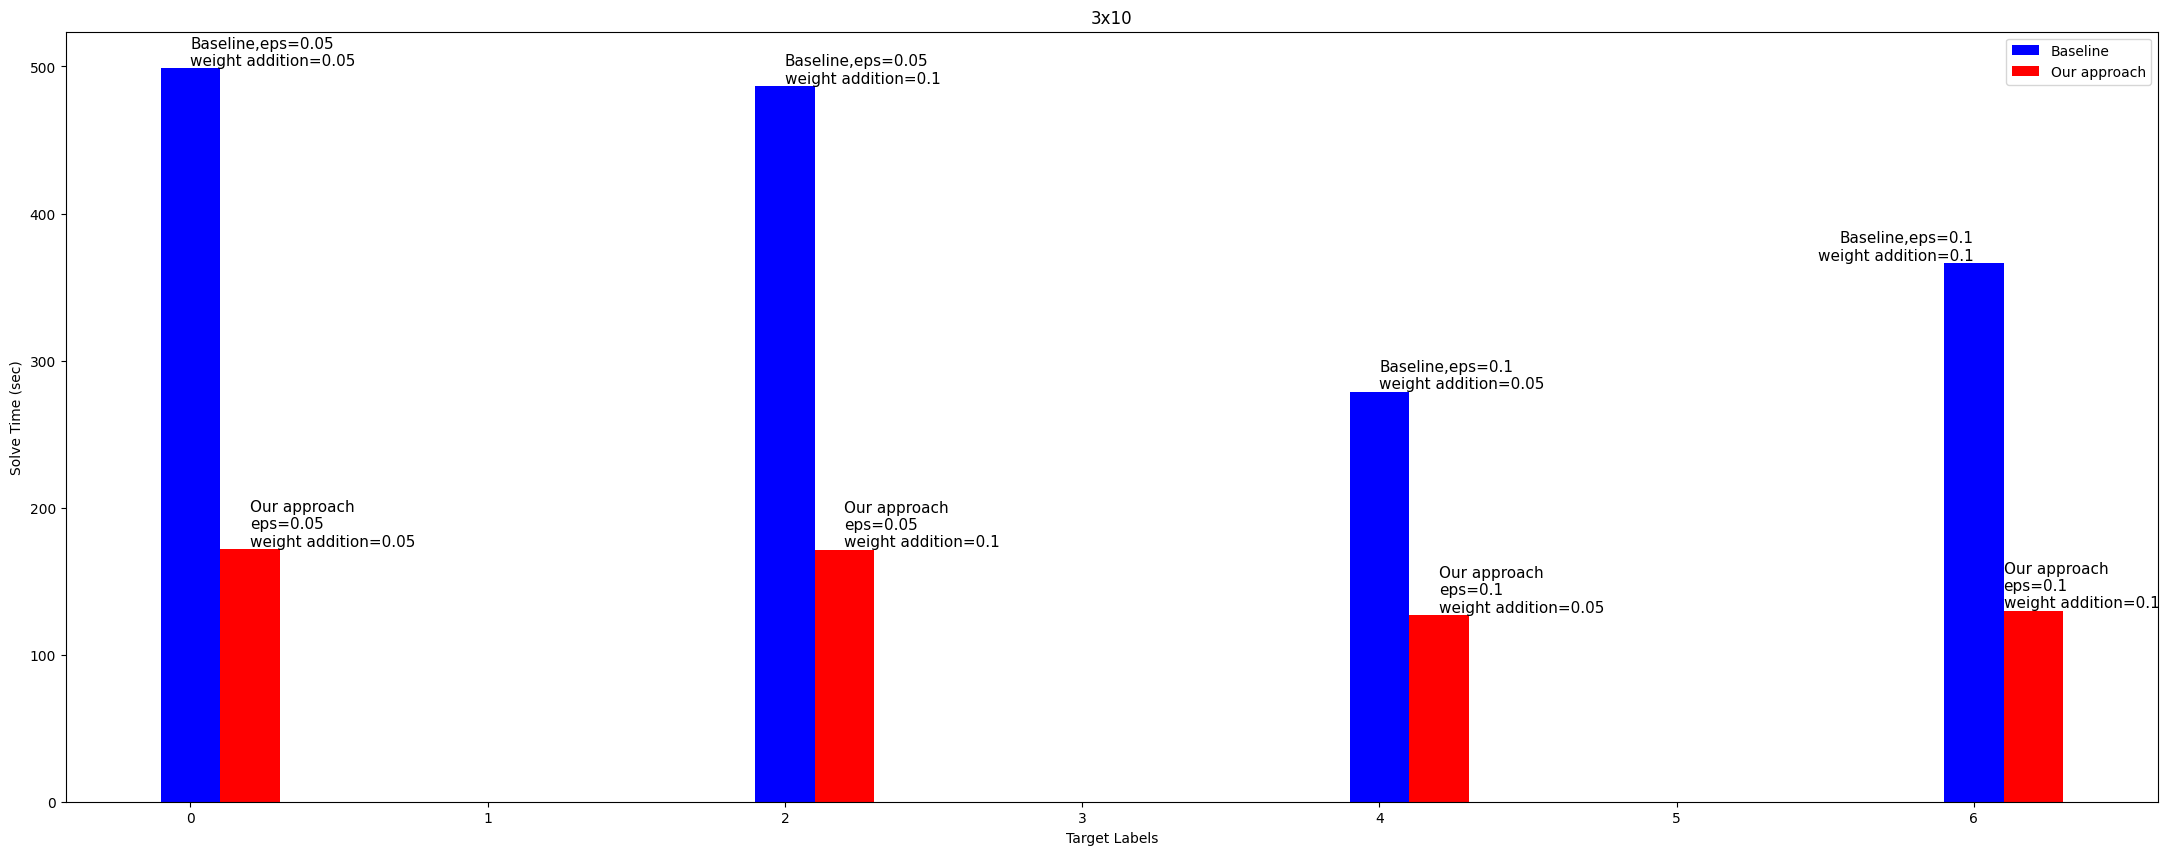 3x10
Baseline
Our approach
Baseline,eps=0.05
weight addition=0.05
Baseline,eps=0.05
weight addition=0.1
Baseline,eps=0.1
weight addition=0.1
Baseline,eps=0.1
weight addition=0.05
Our approach
eps=0.05
weight addition=0.05
Our approach
eps=0.05
weight addition=0.1
Our approach
eps=0.1
weight addition=0.05
Our approach
eps=0.1
weight addition=0.1
Solve Time (sec)
500
400
300
200
100
0
0 1 2 3 4 5 6
Target Labels